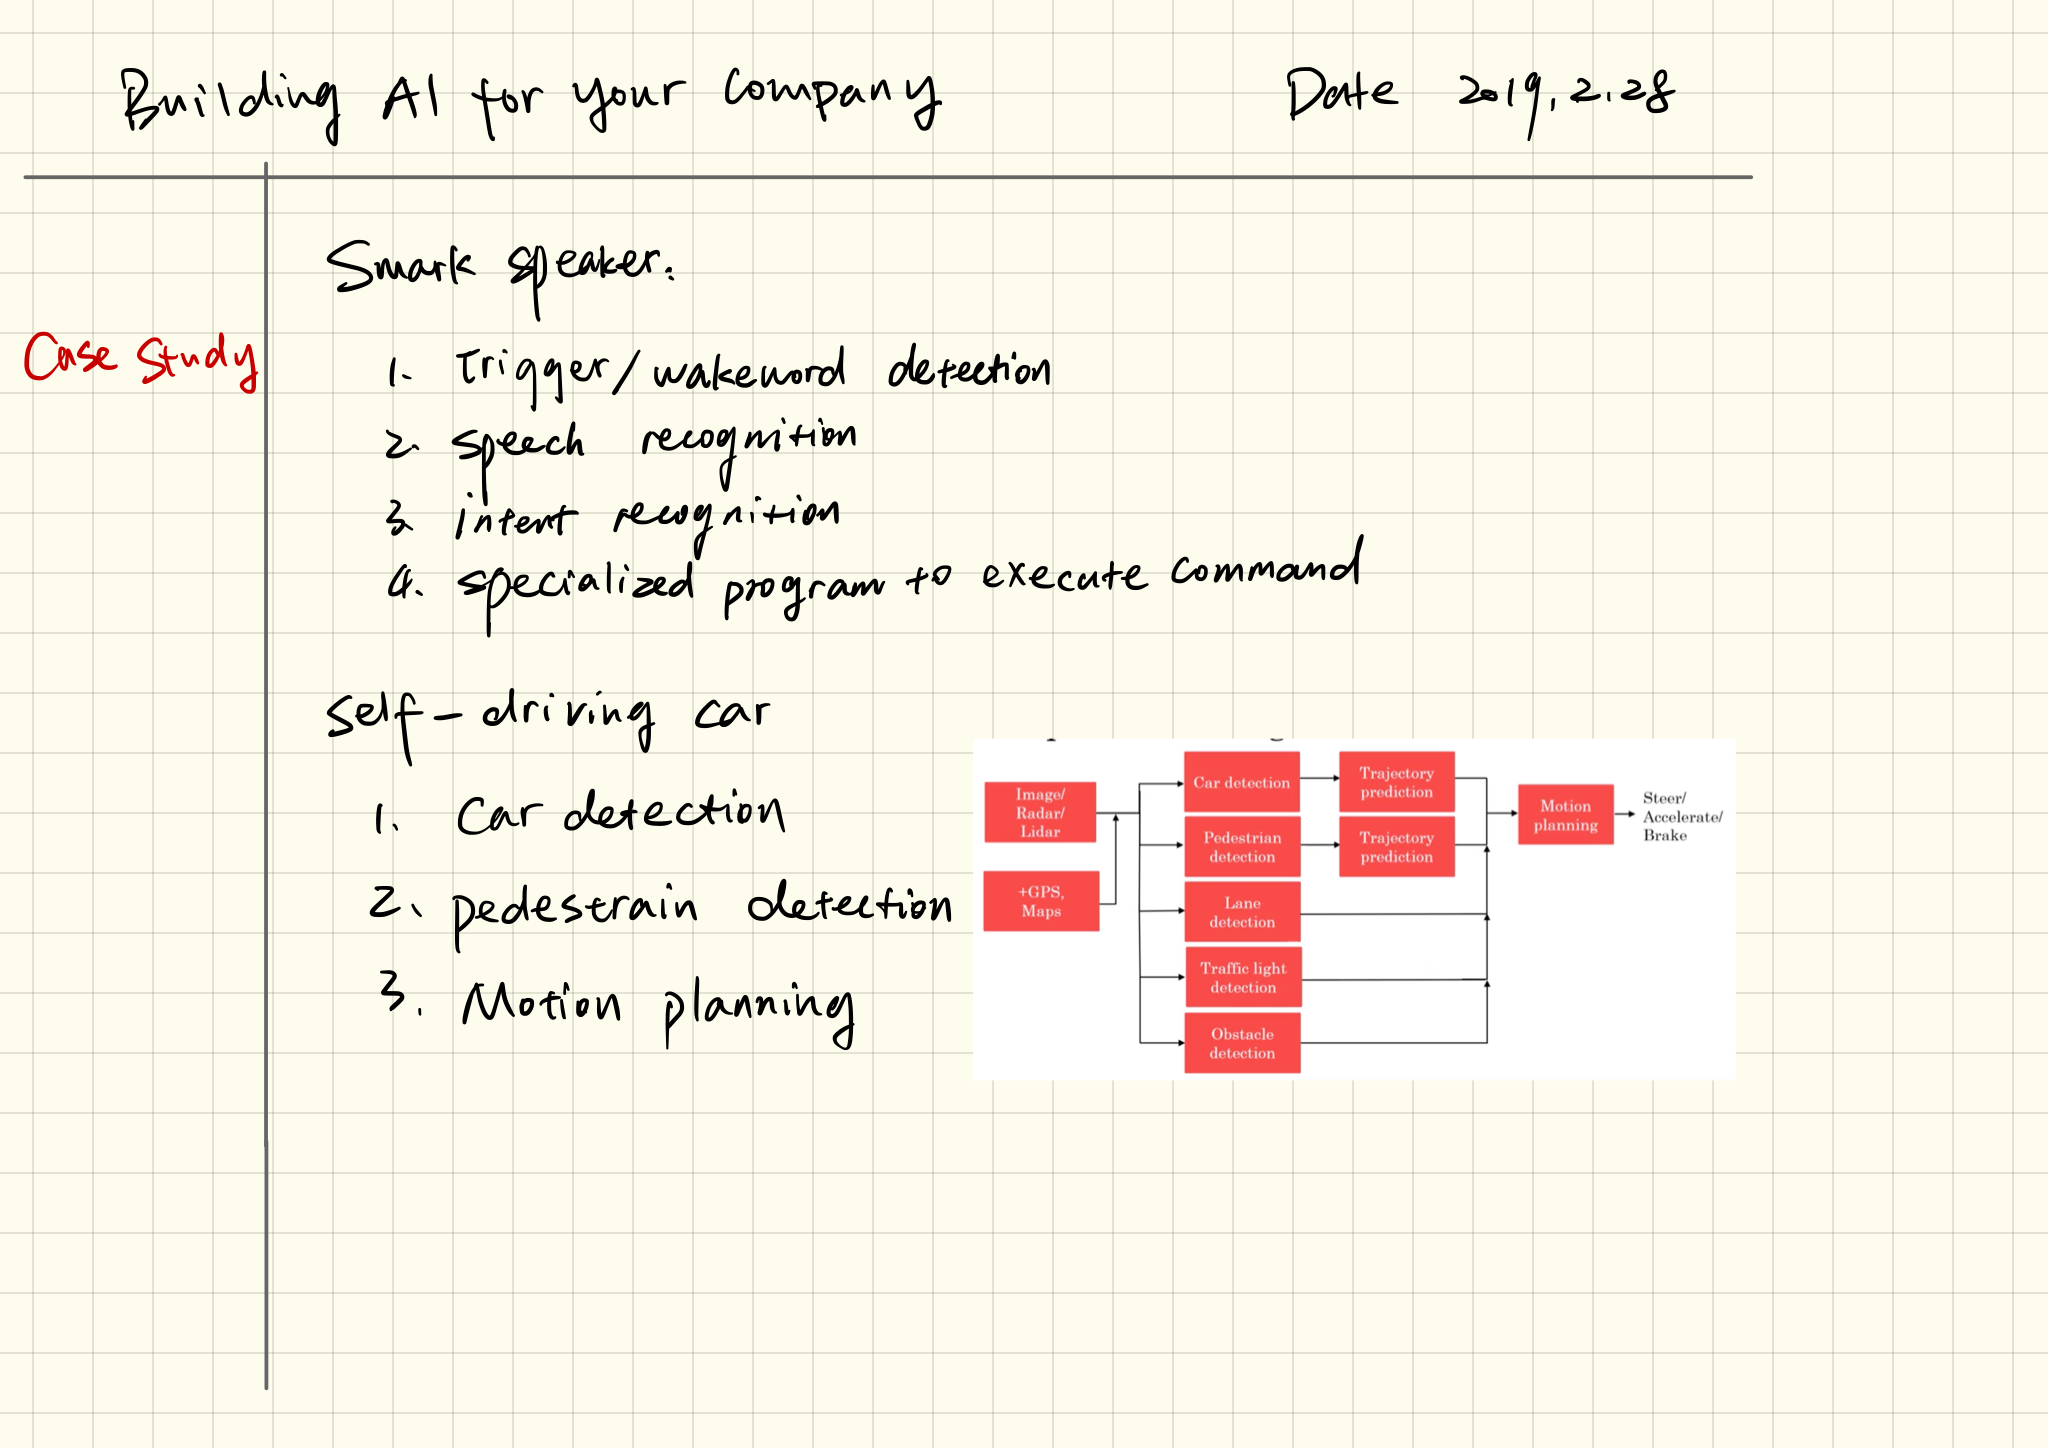 Building AI for your company
Date 2019.2.28
Case Study
Smark speaker:
1. Trigger/wakeword detection
2. speech recognition
3. intent recognition
4. specialized program to execute command
Self-driving car
1. Car detection
2. pedestrain detection
3. Motion planning
Image/
Radar/
Lidar
+GPS,
Maps
Car detection
Pedestrian
detection
Lane
detection
Traffic light
detection
Obstacle
detection
Trajectory
prediction
Trajectory
prediction
Motion
planning
Steer/
Accelerate/
Brake